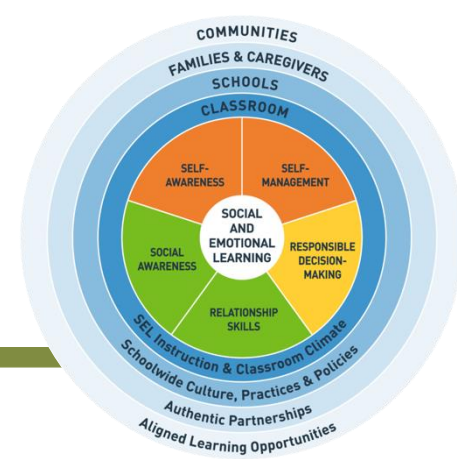 COMMUNITIES
FAMILIES & CAREGIVERS
SCHOOLS
CLASSROOM
SELF-
AWARENESS
SELF-
MANAGEMENT
SOCIAL
AND
EMOTIONAL
LEARNING
SOCIAL
AWARENESS
RESPONSIBLE
DECISION-
MAKING
RELATIONSHIP
SKILLS
SEL Instruction & Classroom Climate
Schoolwide Culture, Practices & Policies
Authentic Partnerships
Aligned Learning Opportunities